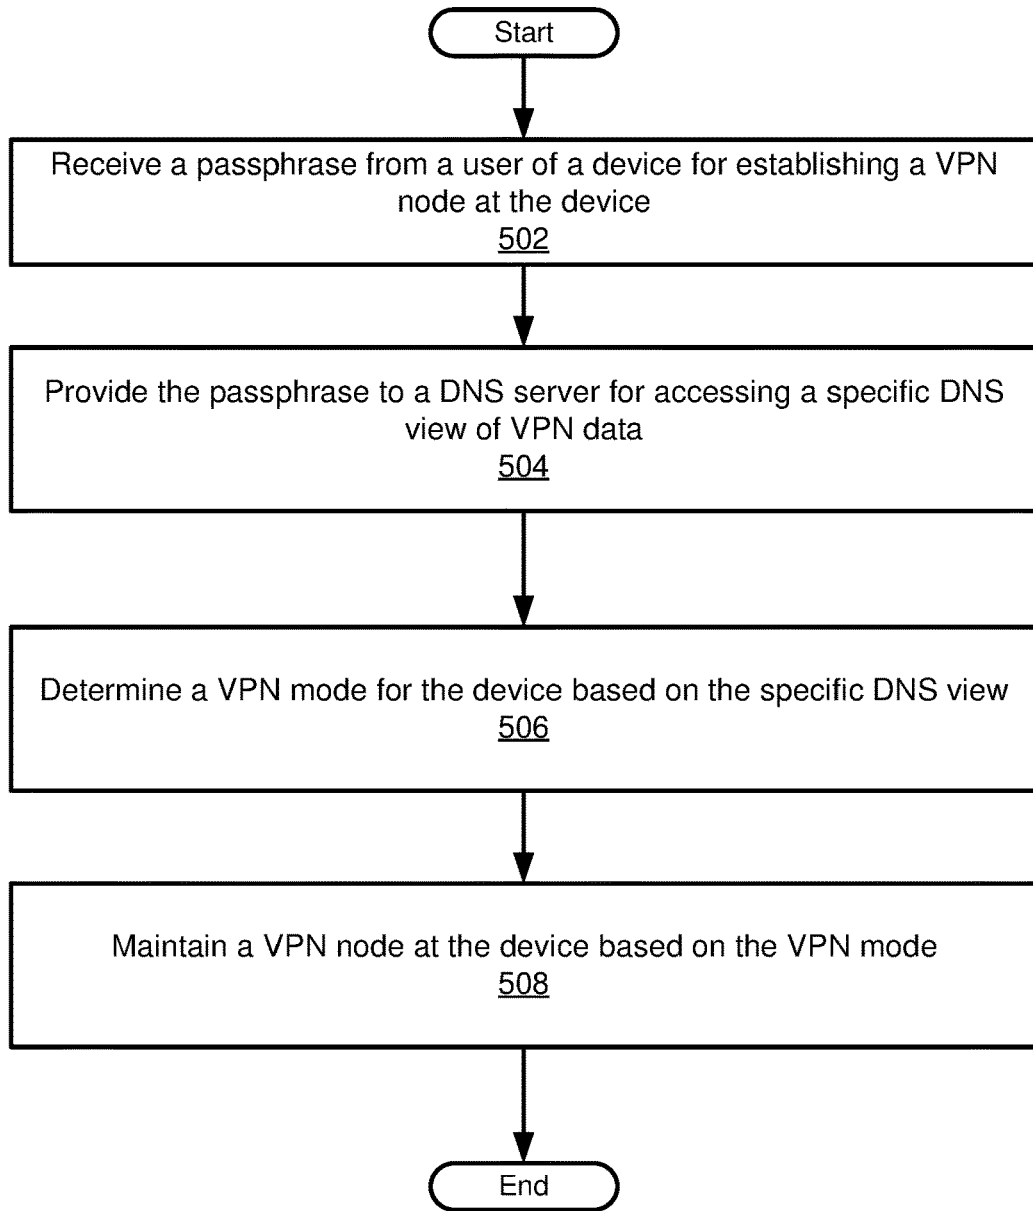 Start
Receive a passphrase from a user of a device for establishing a VPN
node at the device
502
Provide the passphrase to a DNS server for accessing a specific DNS
view of VPN data
504
Determine a VPN mode for the device based on the specific DNS view
506
Maintain a VPN node at the device based on the VPN mode
508
End